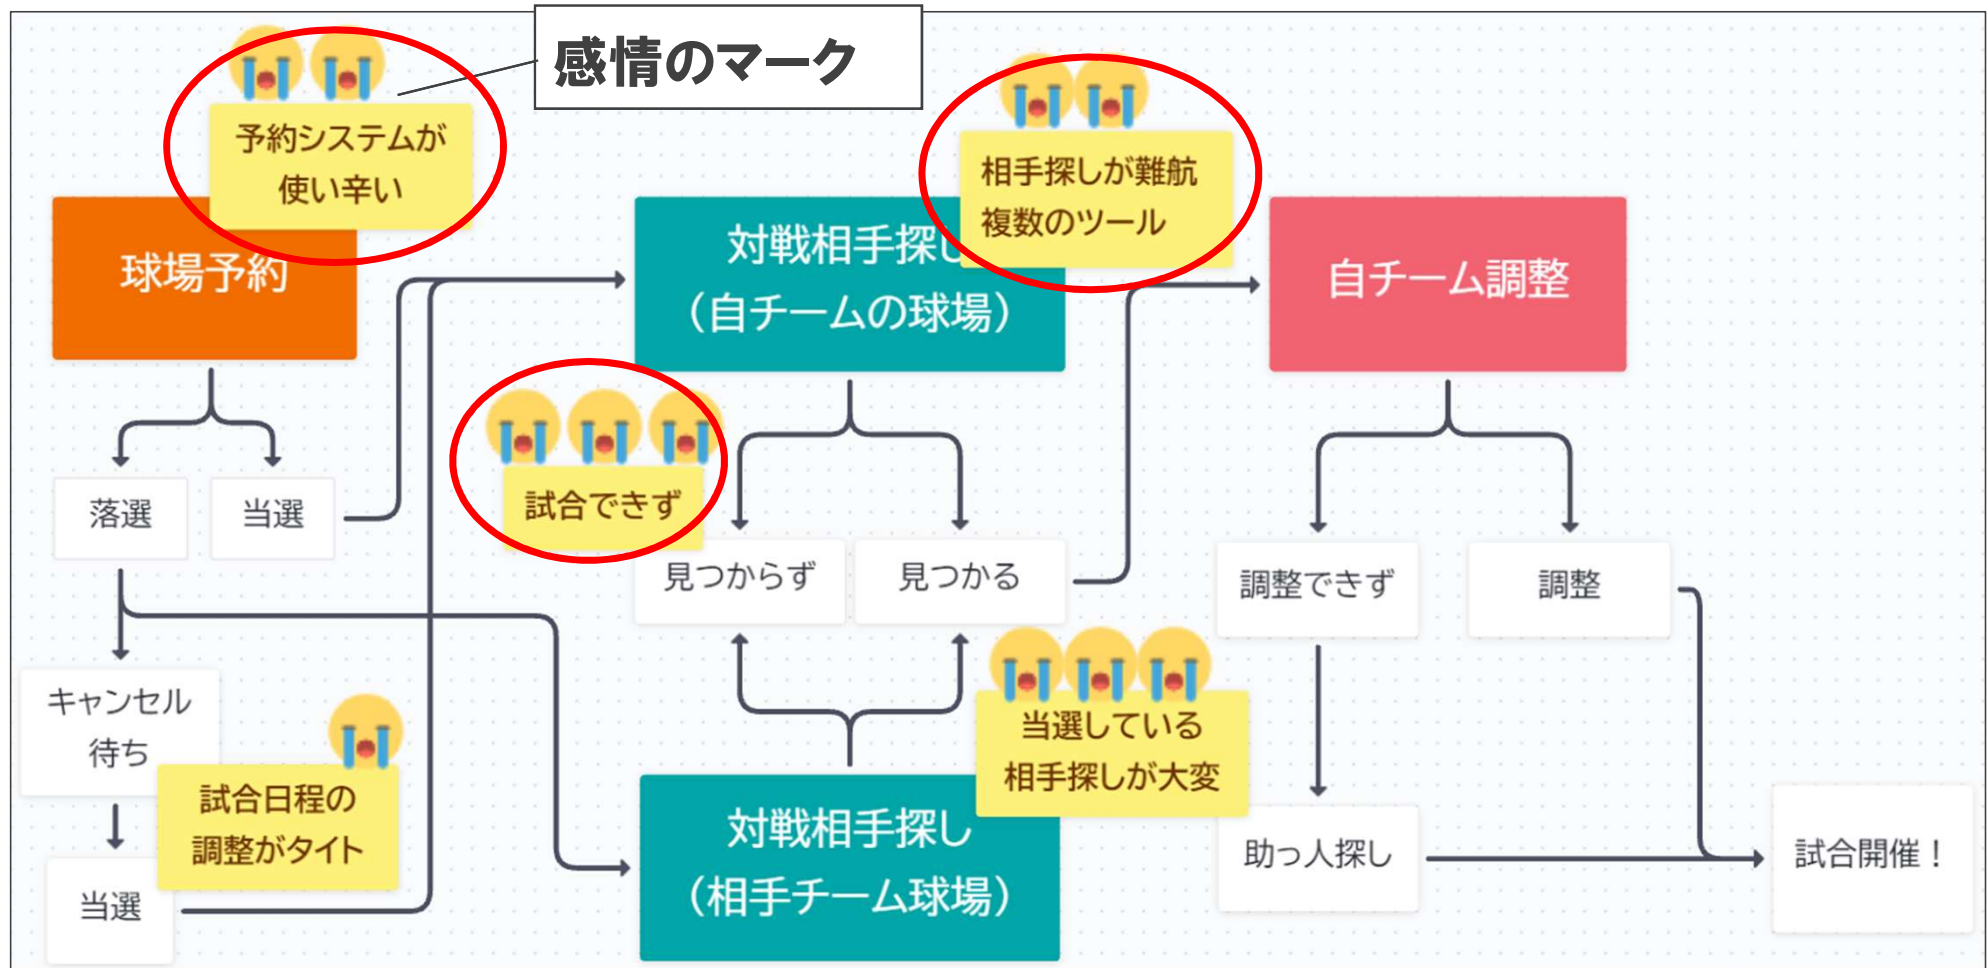 感情のマーク
予約システムが
使い辛い
球場予約
落選
当選
キャンセル
待ち
試合日程の
調整がタイト
当選
相手探しが難航
複数のツール
対戦相手探し
（自チームの球場）
試合できず
見つからず
見つかる
当選している
相手探しが大変
対戦相手探し
（相手チーム球場）
自チーム調整
調整できず
調整
助っ人探し
試合開催！